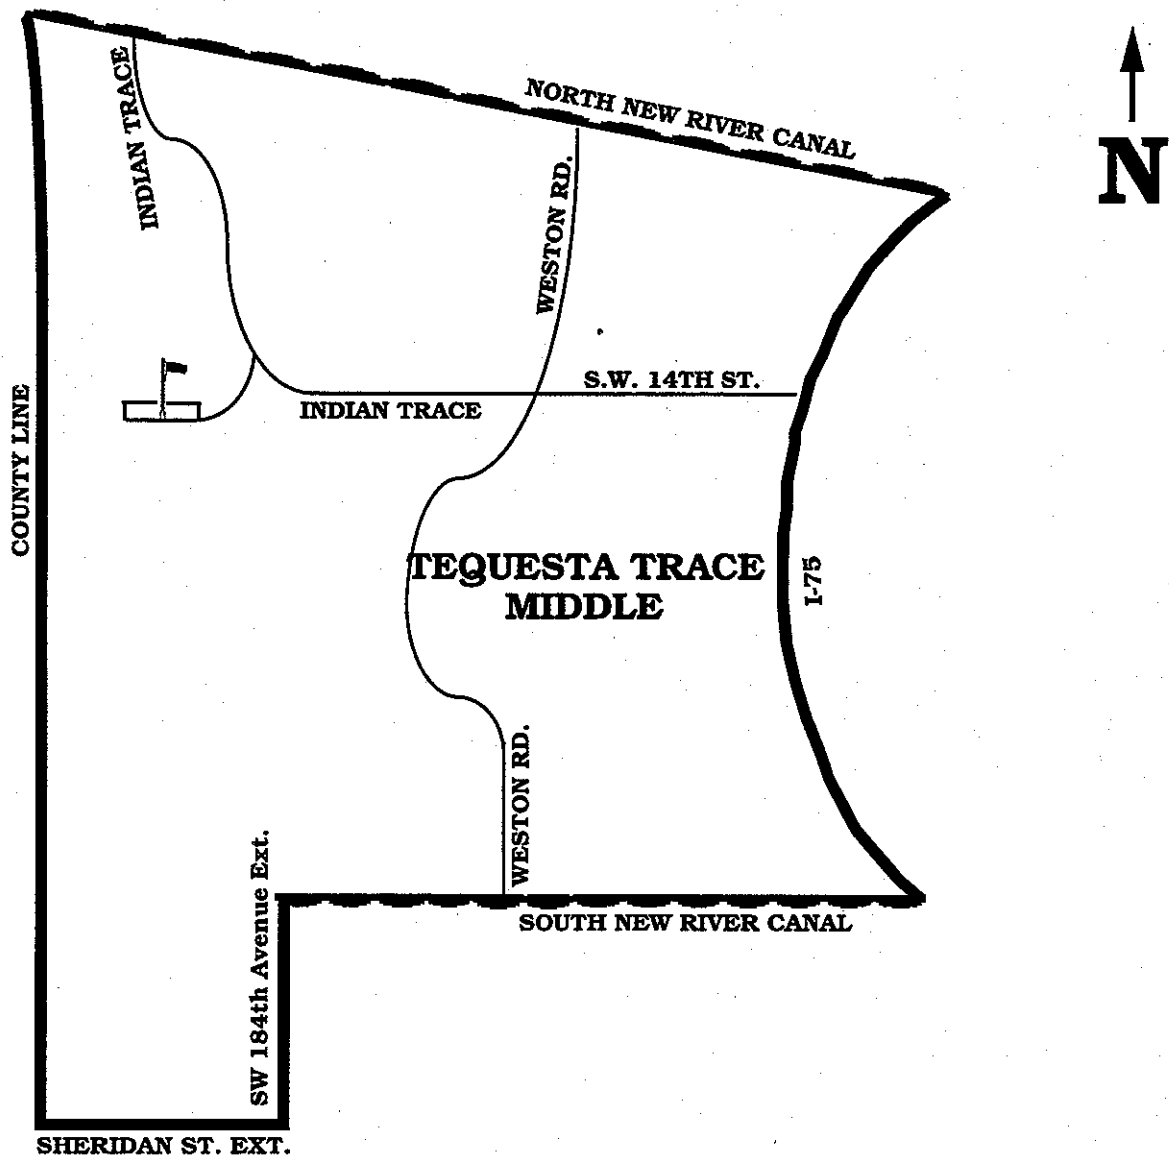 NORTH NEW RIVER CANAL
N
INDIAN TRACE
WESTON RD.
S.W. 14TH ST.
INDIAN TRACE
COUNTY LINE
TEQUESTA TRACE
MIDDLE
I-75
WESTON RD.
SW 184th Avenue Ext.
SOUTH NEW RIVER CANAL
SHERIDAN ST. EXT.